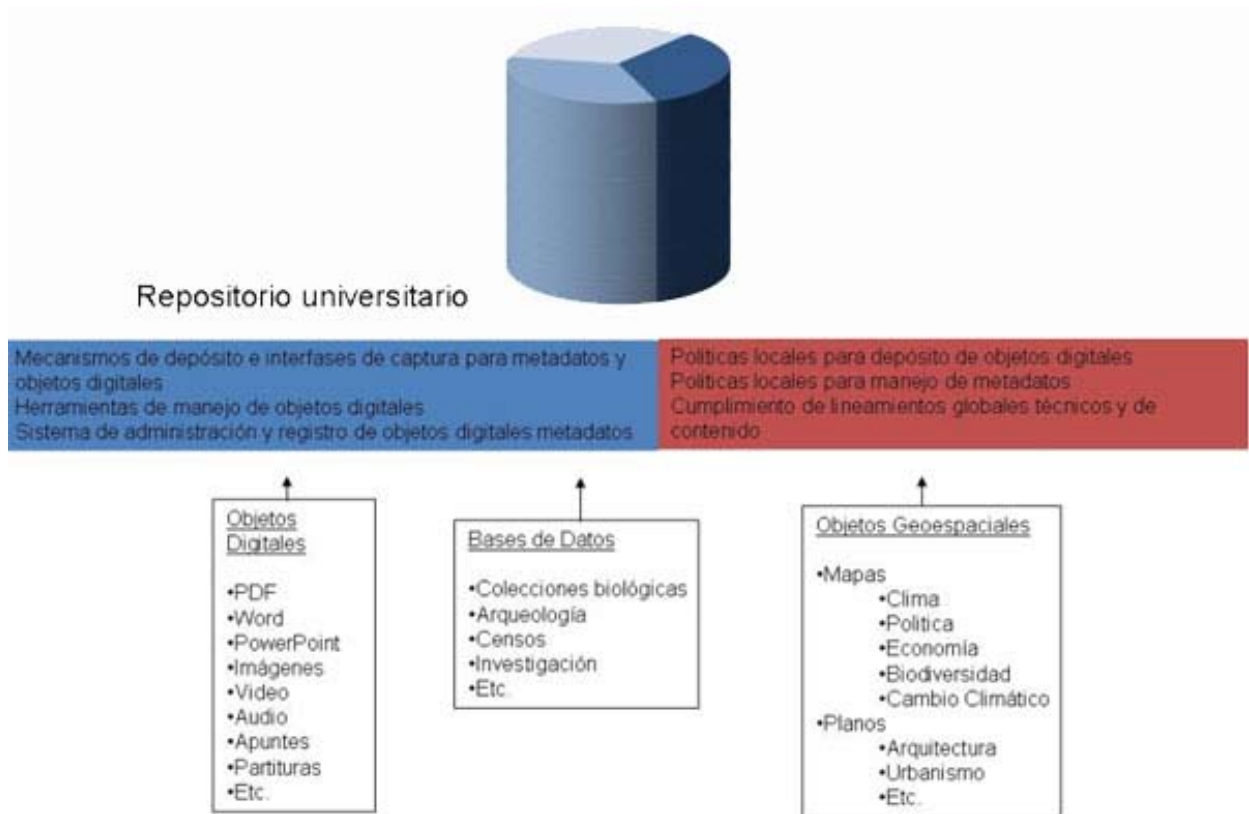 Repositorio universitario
Mecanismos de depósito e interfases de captura para metadatos y
objetos digitales
Herramientas de manejo de objetos digitales
Sistema de administración y registro de objetos digitales metadatos
Políticas locales para depósito de objetos digitales
Políticas locales para manejo de metadatos
Cumplimiento de lineamientos globales técnicos y de
contenido
Objetos
Digitales
•PDF
•Word
•PowerPoint
•Imágenes
•Video
•Audio
•Apuntes
•Partituras
•Etc.
Bases de Datos
•Colecciones biológicas
•Arqueología
•Censos
•Investigación
•Etc.
Objetos Geoespaciales
•Mapas
•Clima
•Politica
•Economía
•Biodiversidad
•Cambio Climático
•Planos
•Arquitectura
•Urbanismo
•Etc.